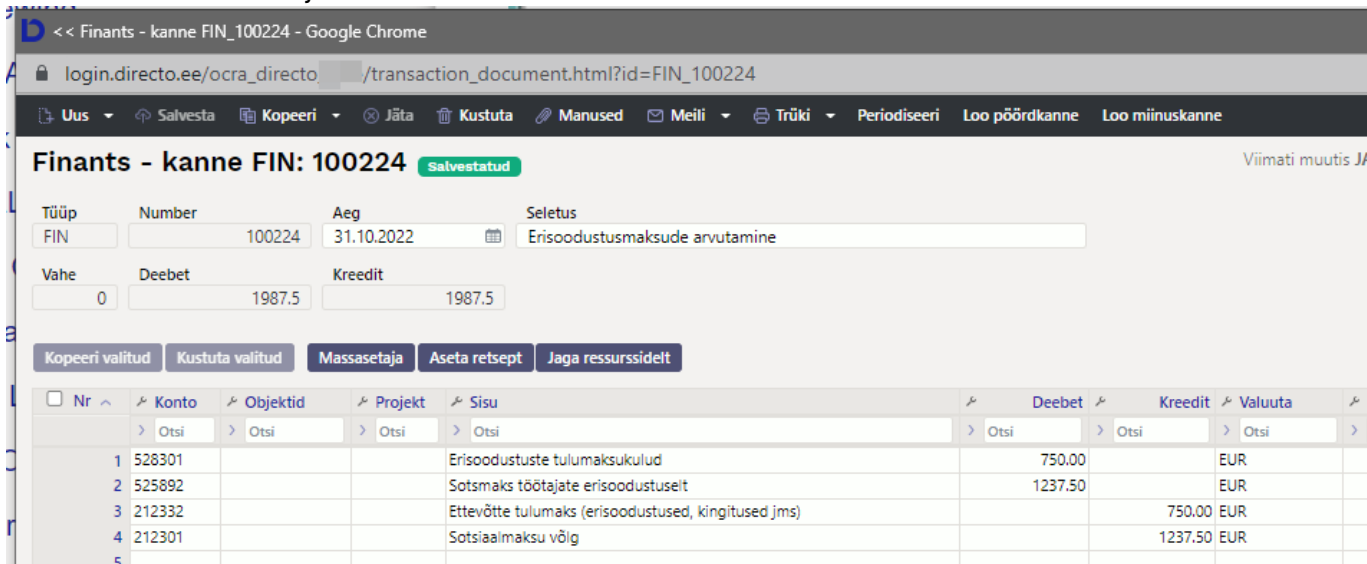 << Finants - kanne FIN_100224 - Google Chrome
login.directo.ee/ocra_directo_ /transaction_document.html?id=FIN_100224
Uus Salvesta Kopeeri Jäta Kustuta Manused Meili Trüki Periodiseeri Loo pöördkanne Loo miinuskanne
Finants - kanne FIN: 100224 Salvestatud Viimati muutis
Tüüp Number Aeg Seletus
FIN 100224 31.10.2022 Erisoodustusmaksude arvutamine
Vahe Deebet Kreedit
0 1987.5 1987.5
Kopeeri valitud Kustuta valitud Massasetaja Aseta retsept Jaga ressurssidelt
Nr Konto Objektid Projekt Sisu Deebet Kreedit Valuuta
> Otsi > Otsi > Otsi > Otsi > Otsi > Otsi > Otsi >
1 528301 Erisoodustuste tulumaksukulud 750.00 EUR
2 525892 Sotsmaks töötajate erisoodustuselt 1237.50 EUR
3 212332 Ettevõtte tulumaks (erisoodustused, kingitused jms) 750.00 EUR
4 212301 Sotsiaalmaksu võlg 1237.50 EUR
5